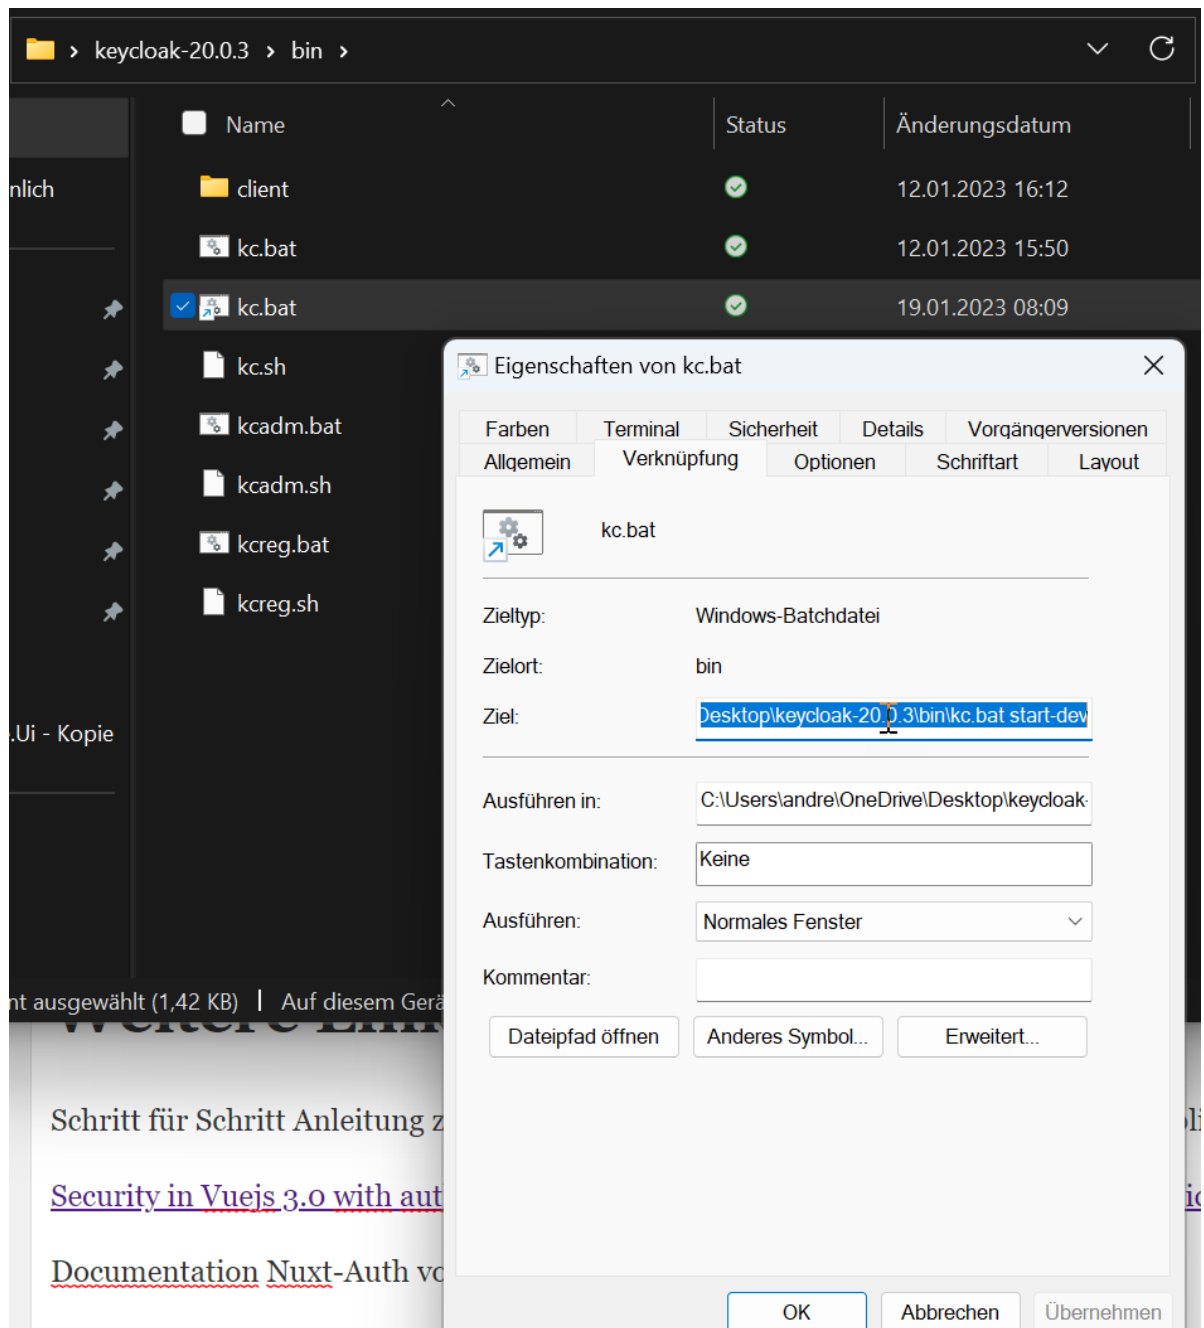 keycloak-20.0.3 > bin >
Name Status Änderungsdatum
nlich
client 12.01.2023 16:12
kc.bat 12.01.2023 15:50
kc.bat 19.01.2023 08:09
kc.sh
kcadm.bat
kcadm.sh
kcreg.bat
kcreg.sh
.Ui - Kopie
nt ausgewählt (1,42 KB) Auf diesem Gerä
Eigenschaften von kc.bat
Farben Terminal Sicherheit Details Vorgängerversionen
Allgemein Verknüpfung Optionen Schriftart Layout
kc.bat
Zieltyp: Windows-Batchdatei
Zielort: bin
Ziel: Desktop\keycloak-20.0.3\bin\kc.bat start-dev
Ausführen in: C:\Users\andre\OneDrive\Desktop\keycloak-
Tastenkombination: Keine
Ausführen: Normales Fenster
Kommentar:
Dateipfad öffnen Anderes Symbol... Erweitert...
OK Abbrechen Übernehmen
Schritt für Schritt Anleitung z
Security in Vuejs 3.0 with aut
Documentation Nuxt-Auth vo